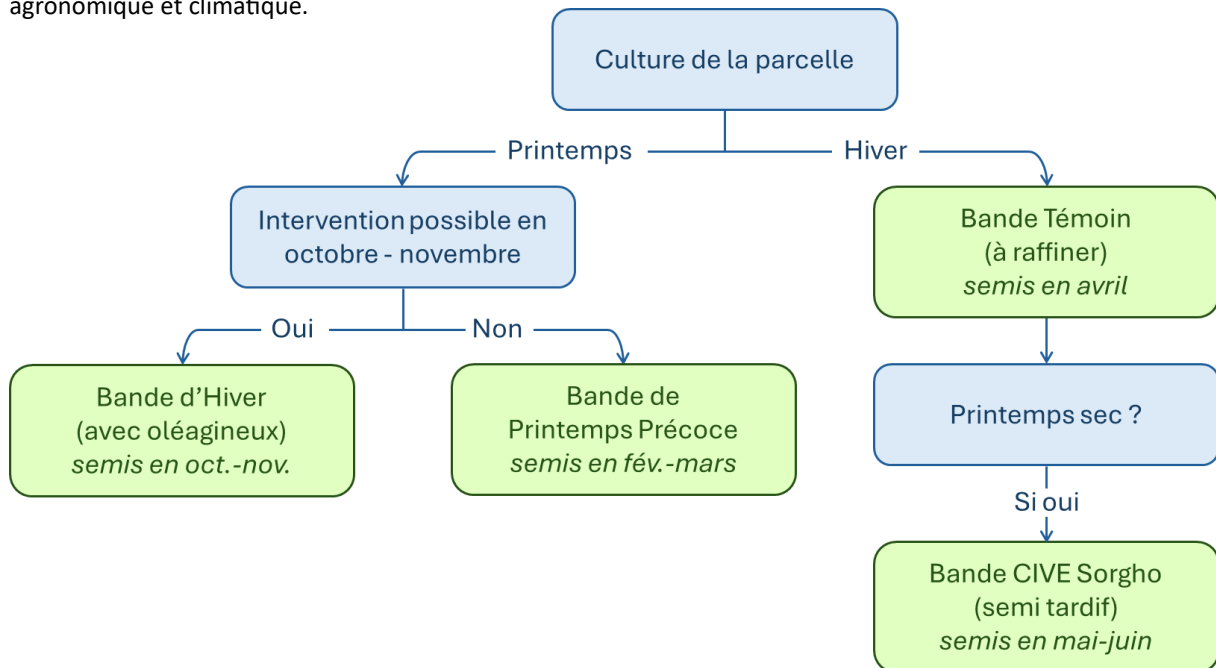 agronomique et climatique.
Culture de la parcelle
Printemps
Hiver
Intervention possible en
octobre - novembre
Bande Témoin
(à raffiner)
semis en avril
Oui
Non
Bande d’Hiver
(avec oléagineux)
semis en oct.-nov.
Bande de
Printemps Précoce
semis en fév.-mars
Printemps sec ?
Si oui
Bande CIVE Sorgho
(semi tardif)
semis en mai-juin